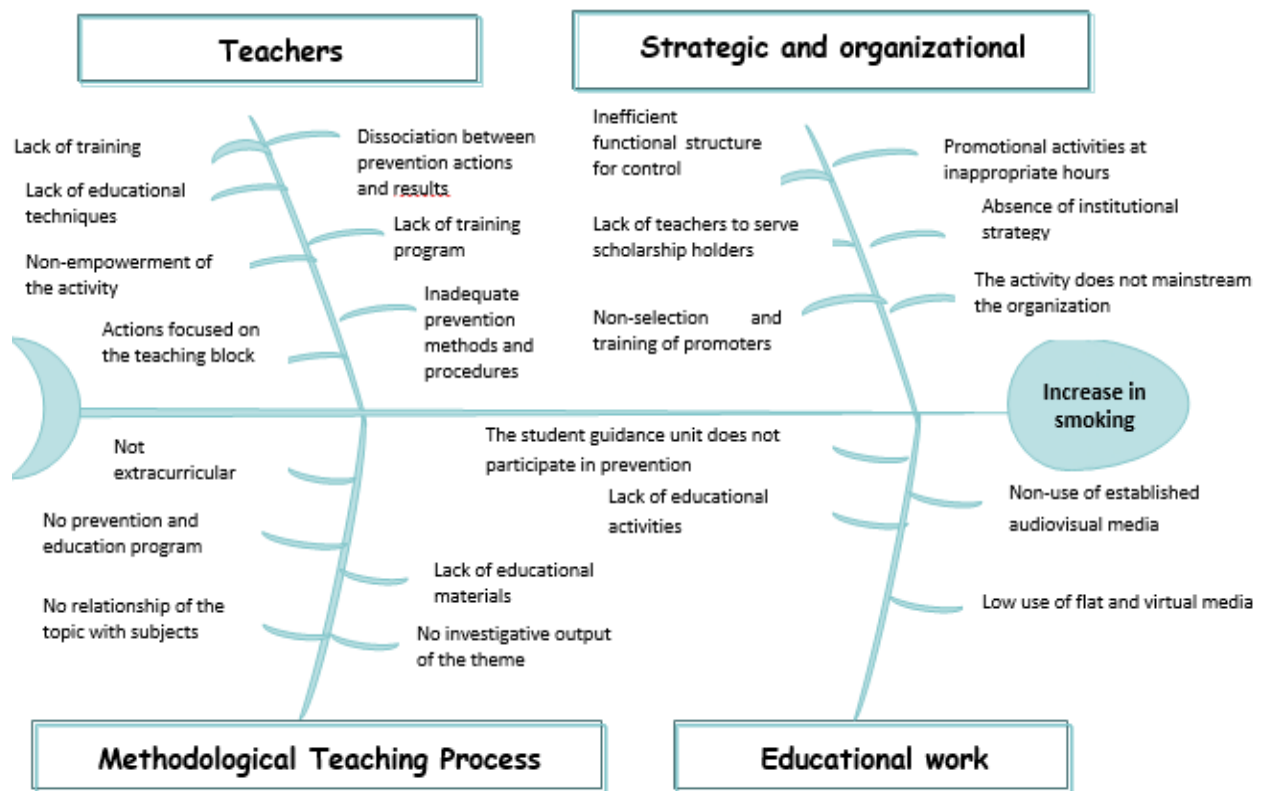 Teachers
Strategic and organizational
Lack of training
Lack of educational
techniques
Non-empowerment of
the activity
Actions focused on
the teaching block
Dissociation between
prevention actions
and results
Lack of training
program
Inadequate
prevention
methods and
procedures
Inefficient
functional structure
for control
Lack of teachers to serve
scholarship holders
Non-selection and
training of promoters
Promotional activities at
inappropriate hours
Absence of institutional
strategy
The activity does not mainstream
the organization
Increase in
smoking
Not
extracurricular
No prevention and
education program
No relationship of the
topic with subjects
Lack of educational
materials
No investigative output
of the theme
The student guidance unit does not
participate in prevention
Lack of educational
activities
Non-use of established
audiovisual media
Low use of flat and virtual media
Methodological Teaching Process
Educational work